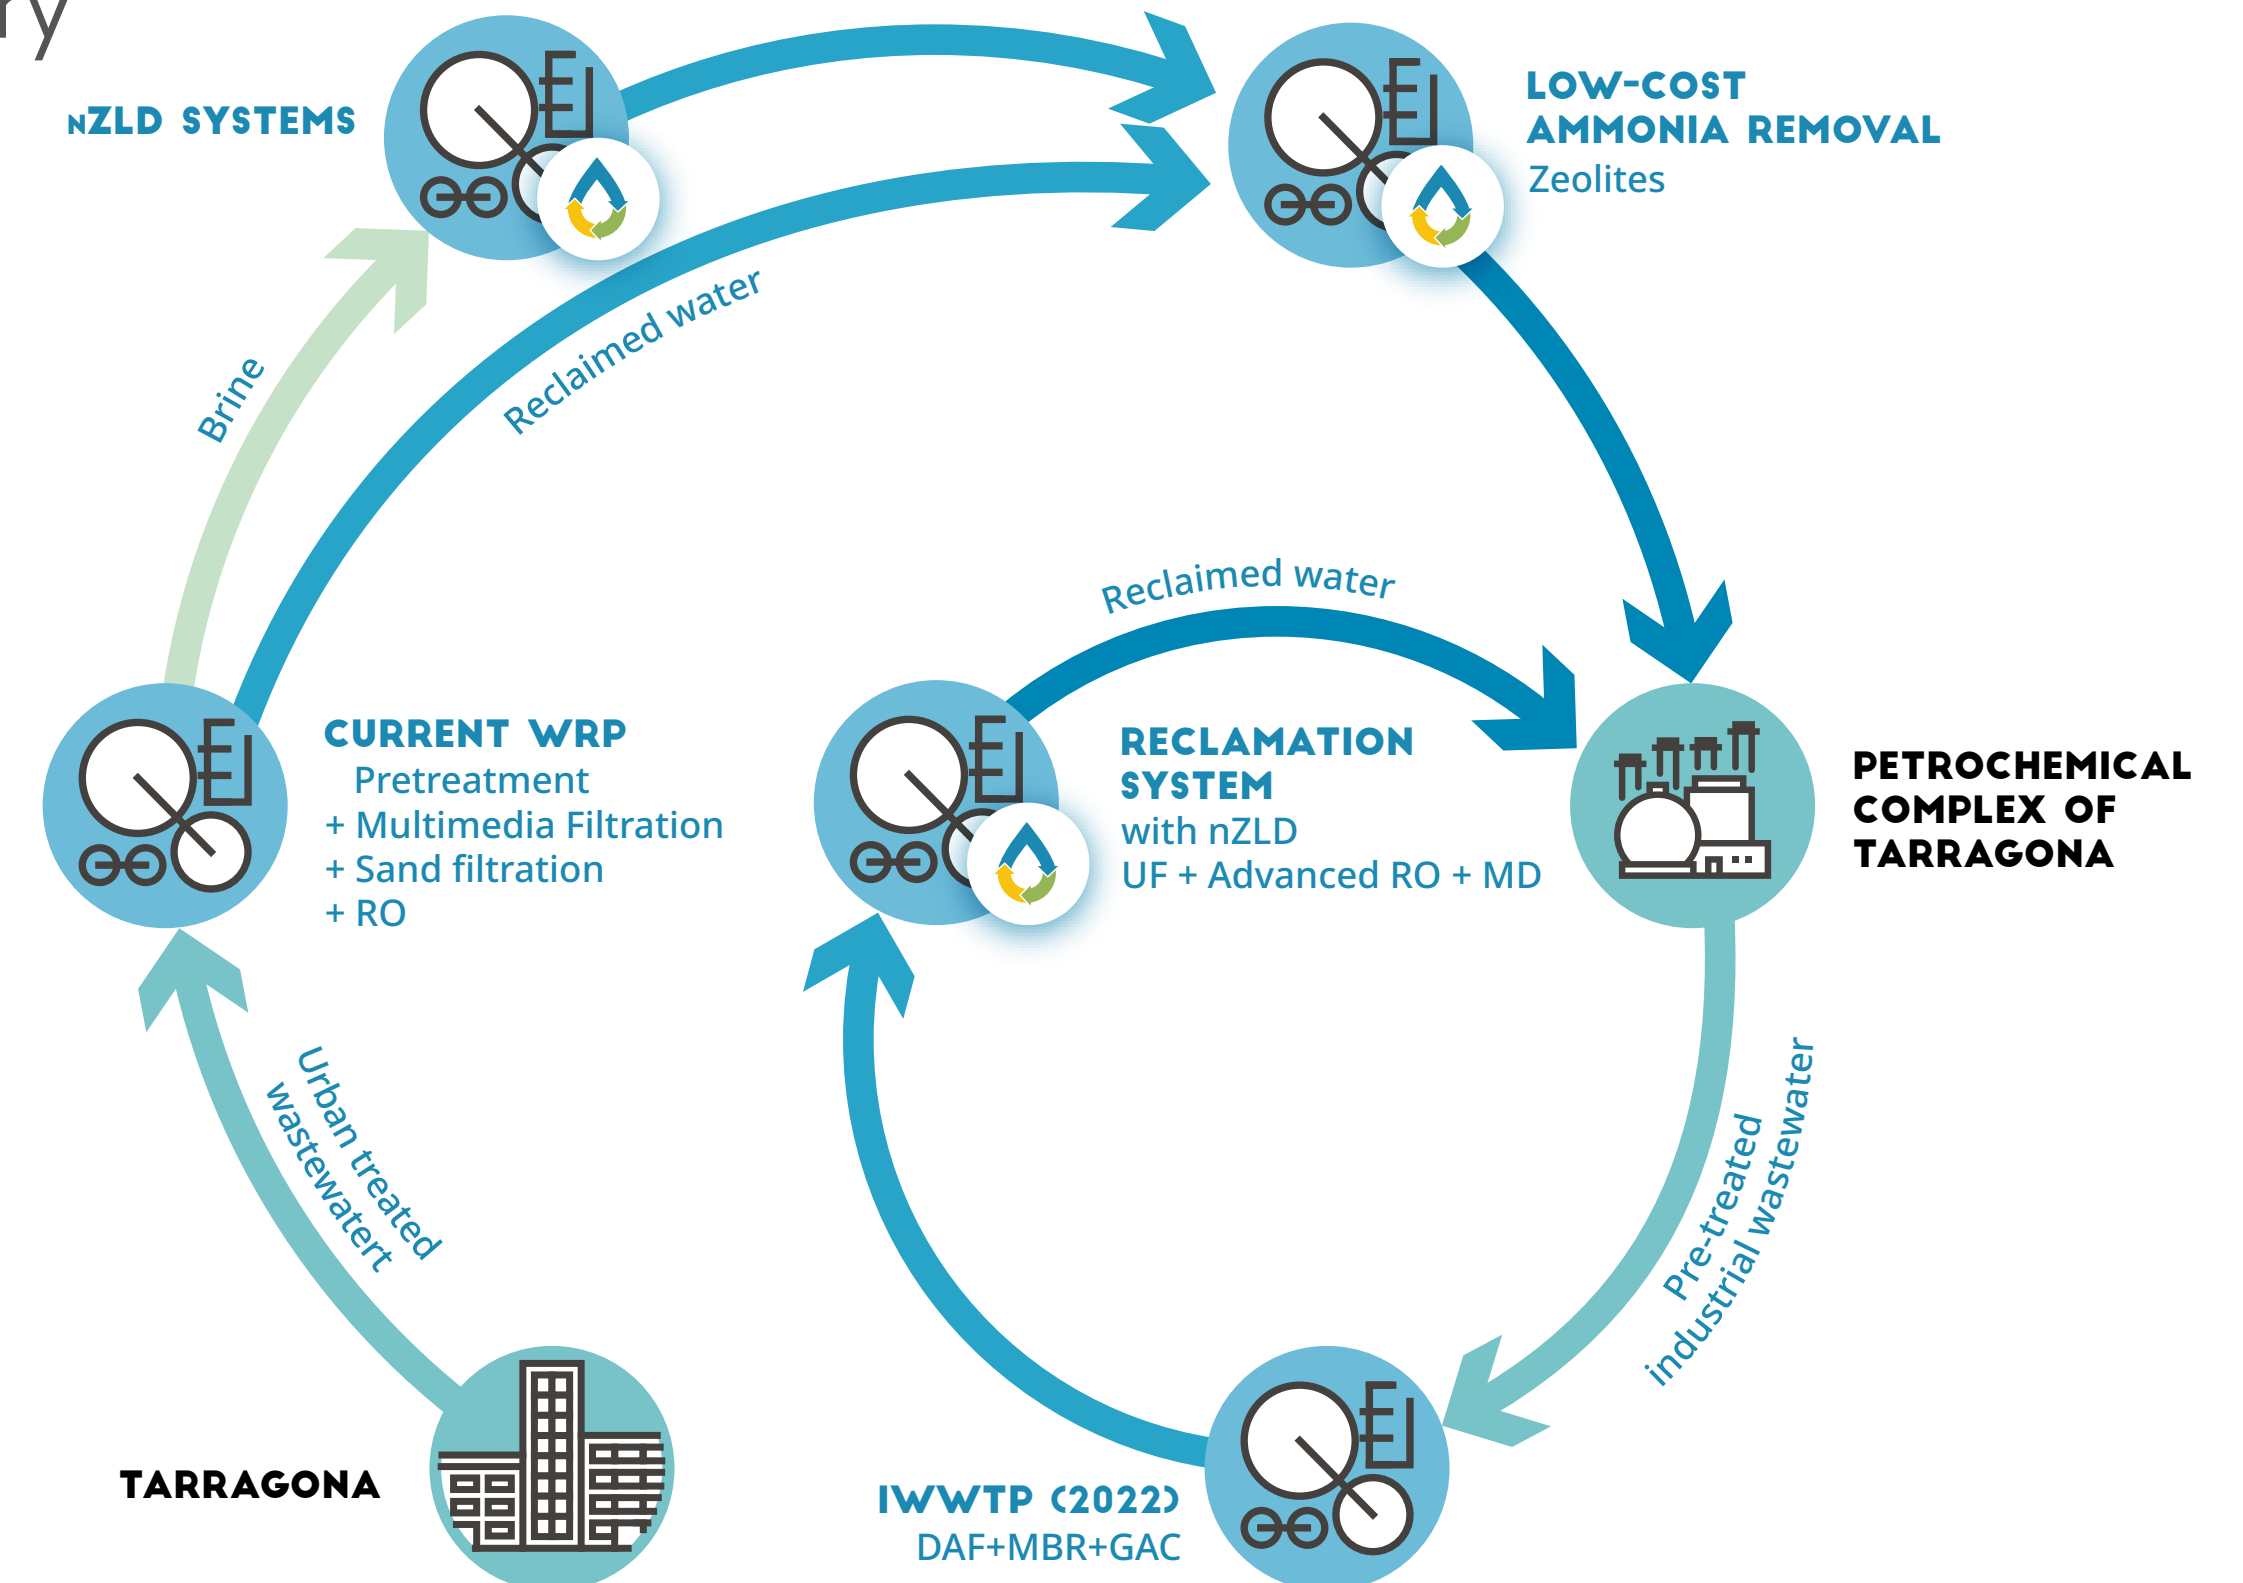 ry
nZLD SYSTEMS
LOW-COST
AMMONIA REMOVAL
Zeolites
Brine
Reclaimed water
Reclaimed water
CURRENT WRP
Pretreatment
+ Multimedia Filtration
+ Sand filtration
+ RO
RECLAMATION
SYSTEM
with nZLD
UF + Advanced RO + MD
PETROCHEMICAL
COMPLEX OF
TARRAGONA
Urban treated
wastewatert
Pre-treated
industrial wastewater
TARRAGONA
IWWTP (2022)
DAF+MBR+GAC